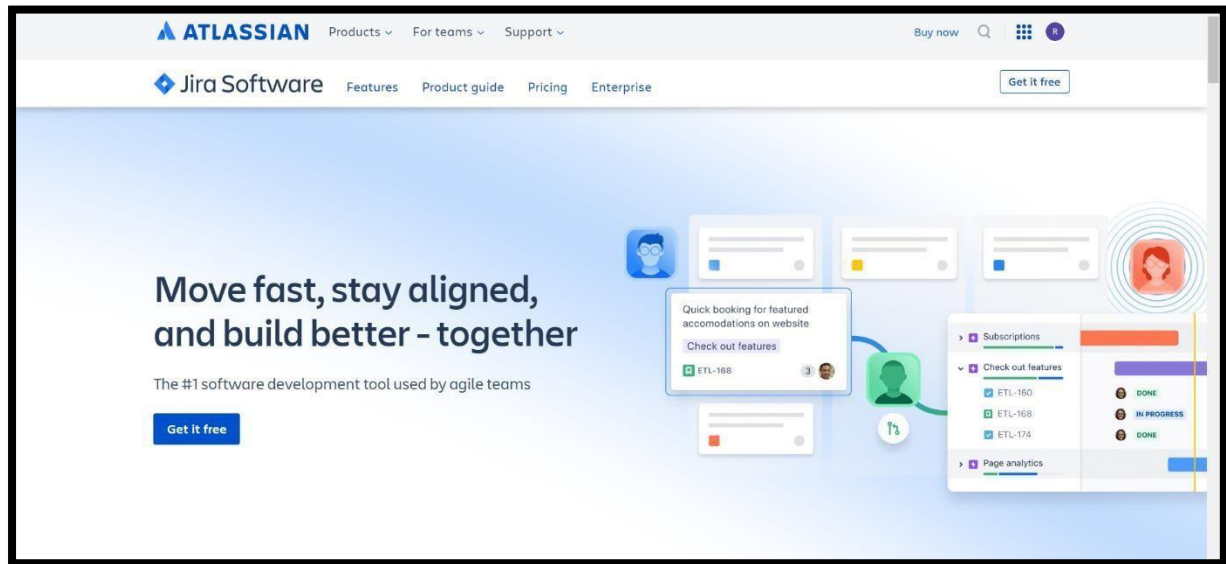 ATLASSIAN Products For teams Support Buy now R
Jira Software Features Product guide Pricing Enterprise Get it free
Move fast, stay aligned,
and build better – together
The #1 software development tool used by agile teams
Get it free
Quick booking for featured
accomodations on website
Check out features
ETL-168 3
Subscriptions
Check out features
ETL-160 DONE
ETL-168 IN PROGRESS
ETL-174 DONE
Page analytics